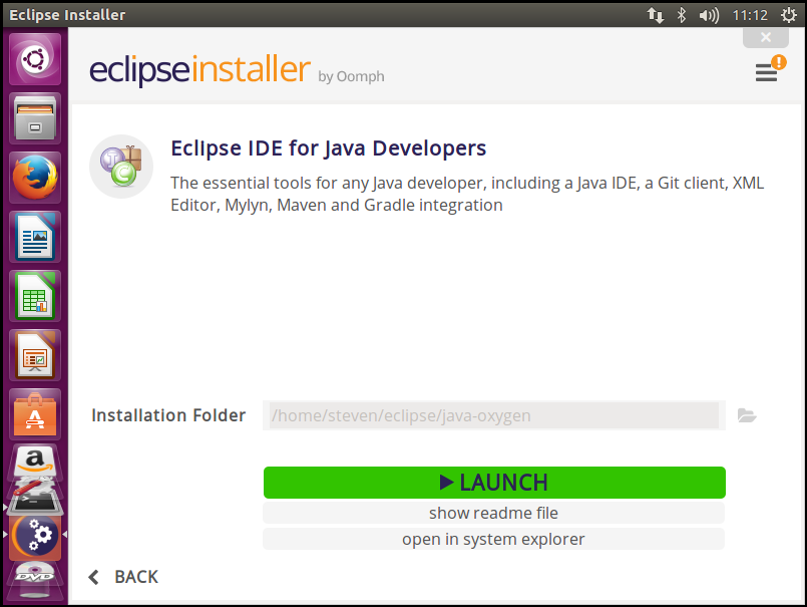 Eclipse Installer
11:12
eclipseinstaller by Oomph
!
Eclipse IDE for Java Developers
The essential tools for any Java developer, including a Java IDE, a Git client, XML
Editor, Mylyn, Maven and Gradle integration
Installation Folder /home/steven/eclipse/java-oxygen
LAUNCH
show readme file
open in system explorer
BACK
a
DVD